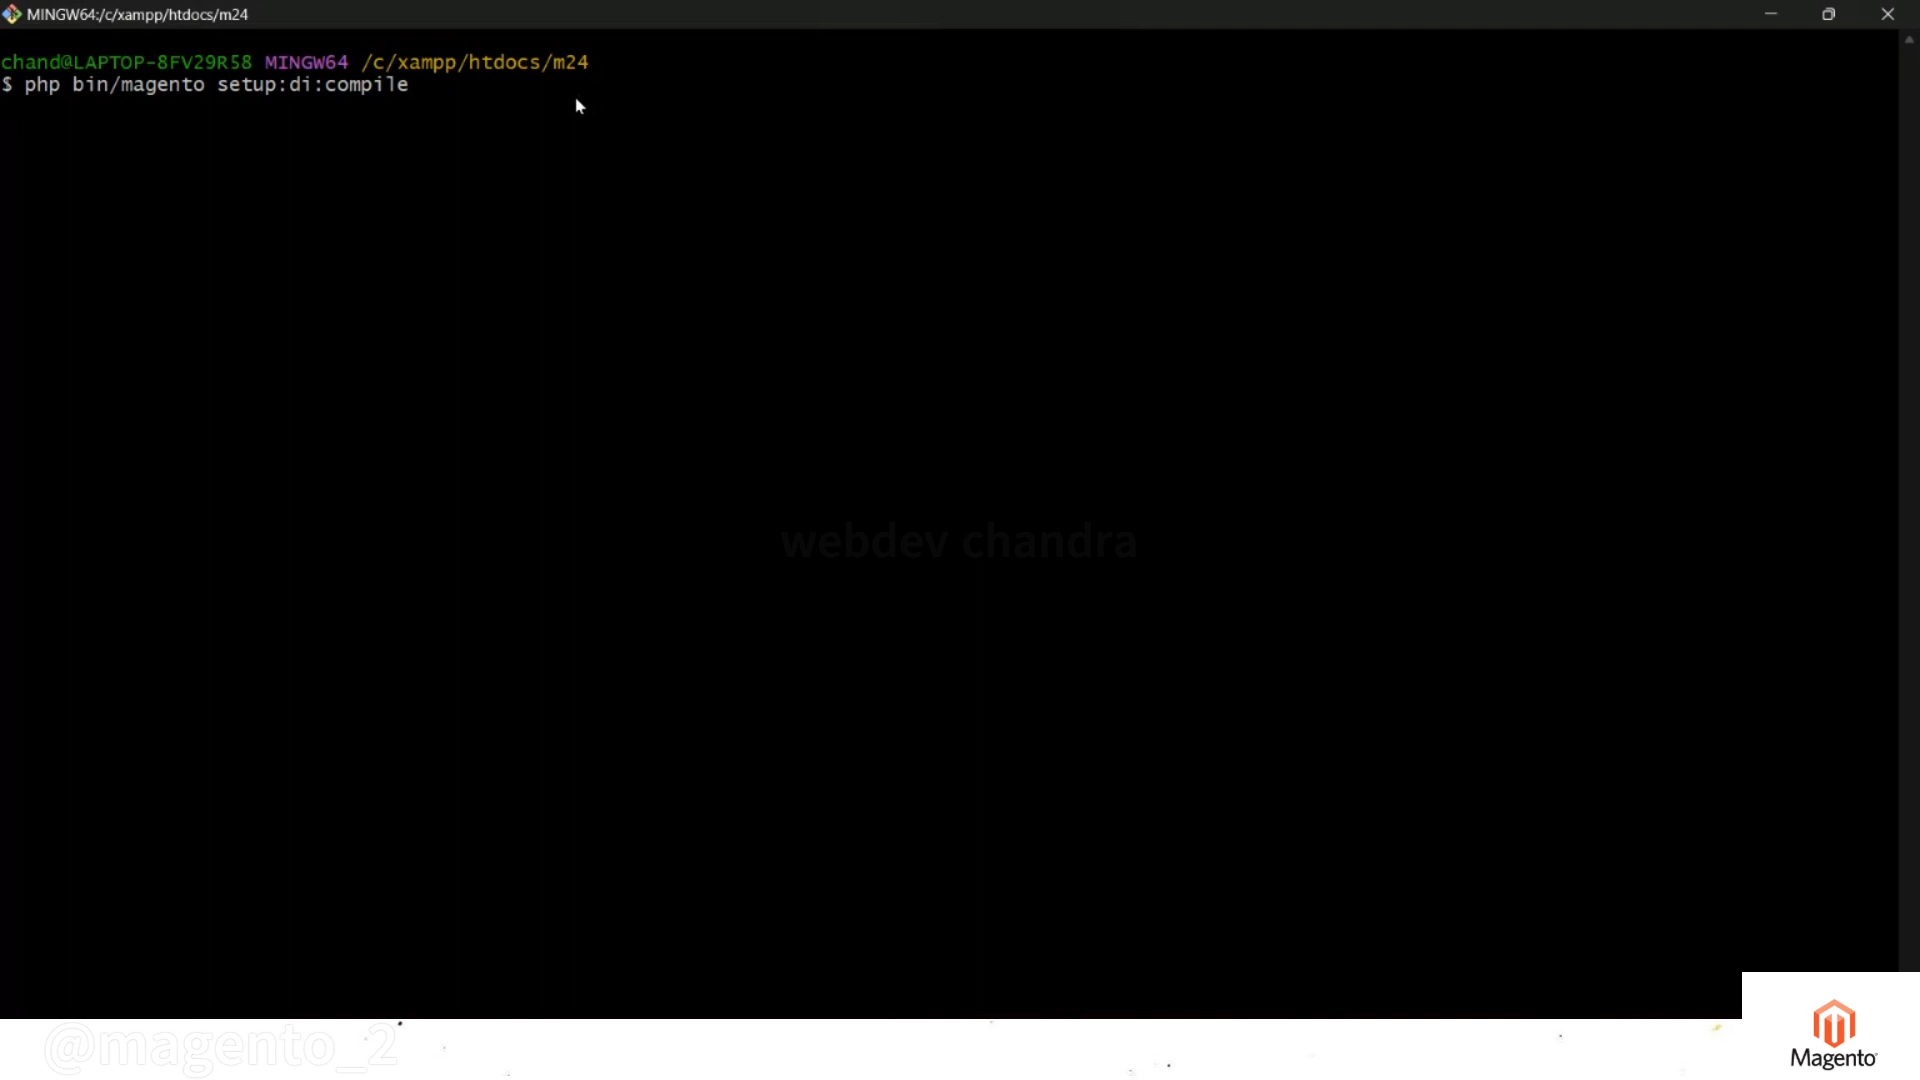 MINGW64:/c/xampp/htdocs/m24
chand@LAPTOP-8FV29R58 MINGW64 /c/xampp/htdocs/m24
$ php bin/magento setup:di:compile
webdev chandra
@magento_2
Magento